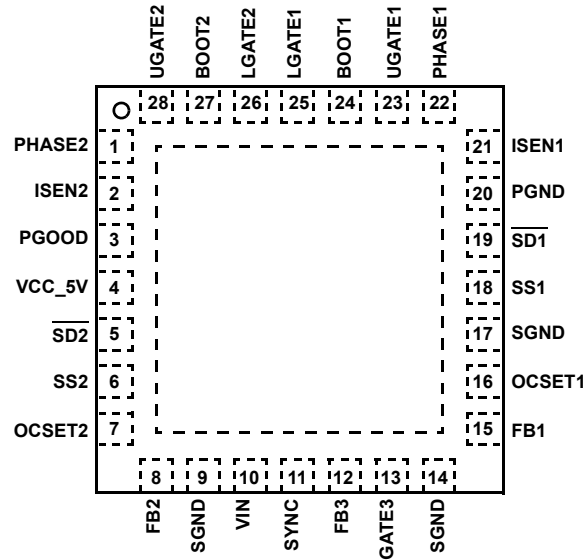 UGATE2 BOOT2 LGATE2 LGATE1 BOOT1 UGATE1 PHASE1
28 27 26 25 24 23 22
PHASE2 1 21 ISEN1
ISEN2 2 20 PGND
PGOOD 3 19 SD1
VCC_5V 4 18 SS1
SD2 5 17 SGND
SS2 6 16 OCSET1
OCSET2 7 15 FB1
8 9 10 11 12 13 14
FB2 SGND VIN SYNC FB3 GATE3 SGND